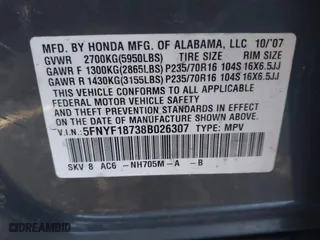 MFD. BY HONDA MFG. OF ALABAMA, LLC 10/'07
GVWR 2700KG(5950LBS) TIRE SIZE RIM SIZE
GAWR F 1300KG(2865LBS) P235/70R16 104S 16X6.5JJ
GAWR R 1430KG(3155LBS) P235/70R16 104S 16X6.5JJ
THIS VEHICLE CONFORMS TO ALL APPLICABLE
FEDERAL MOTOR VEHICLE SAFETY
AND THEFT PREVENTION STANDARDS IN EFFECT ON
THE DATE OF MANUFACTURE SHOWN ABOVE.
V.I.N: 5FNYF18738B026307 TYPE: MPV
SKV 8 AC6 -NH705M-A -B